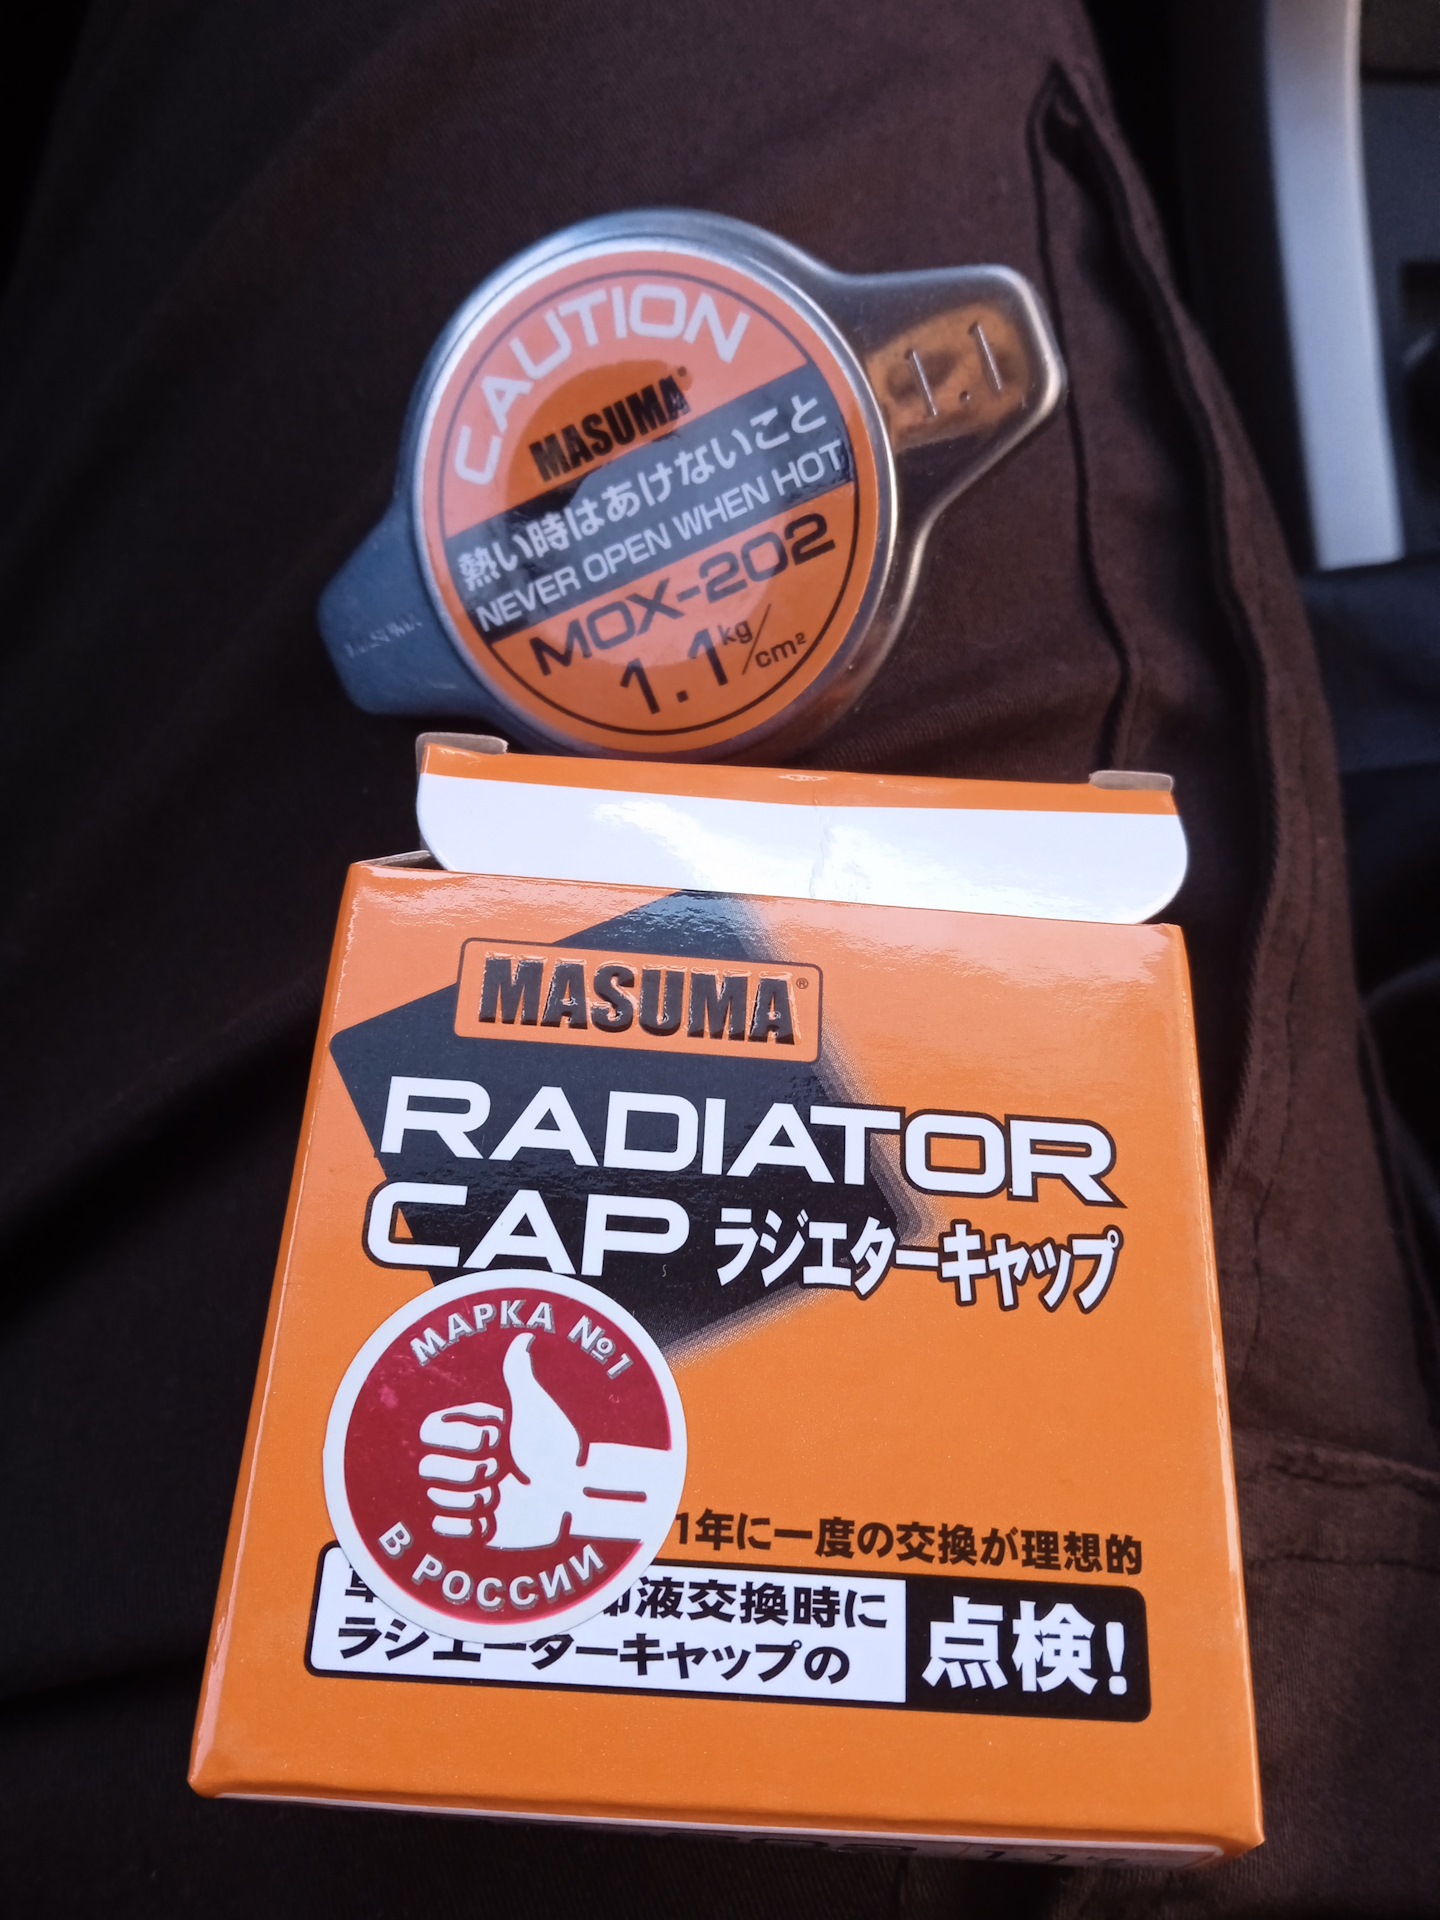 CAUTION
MASUMA®
熱い時はあけないこと
NEVER OPEN WHEN HOT
MOX-202
1.1 kg/cm²
1.1
MASUMA
MASUMA®
RADIATOR
CAP ラジエターキャップ
МАРКА №1
В РОССИИ
1年に一度の交換が理想的
液交換時に
ラジエーターキャップの
点検!